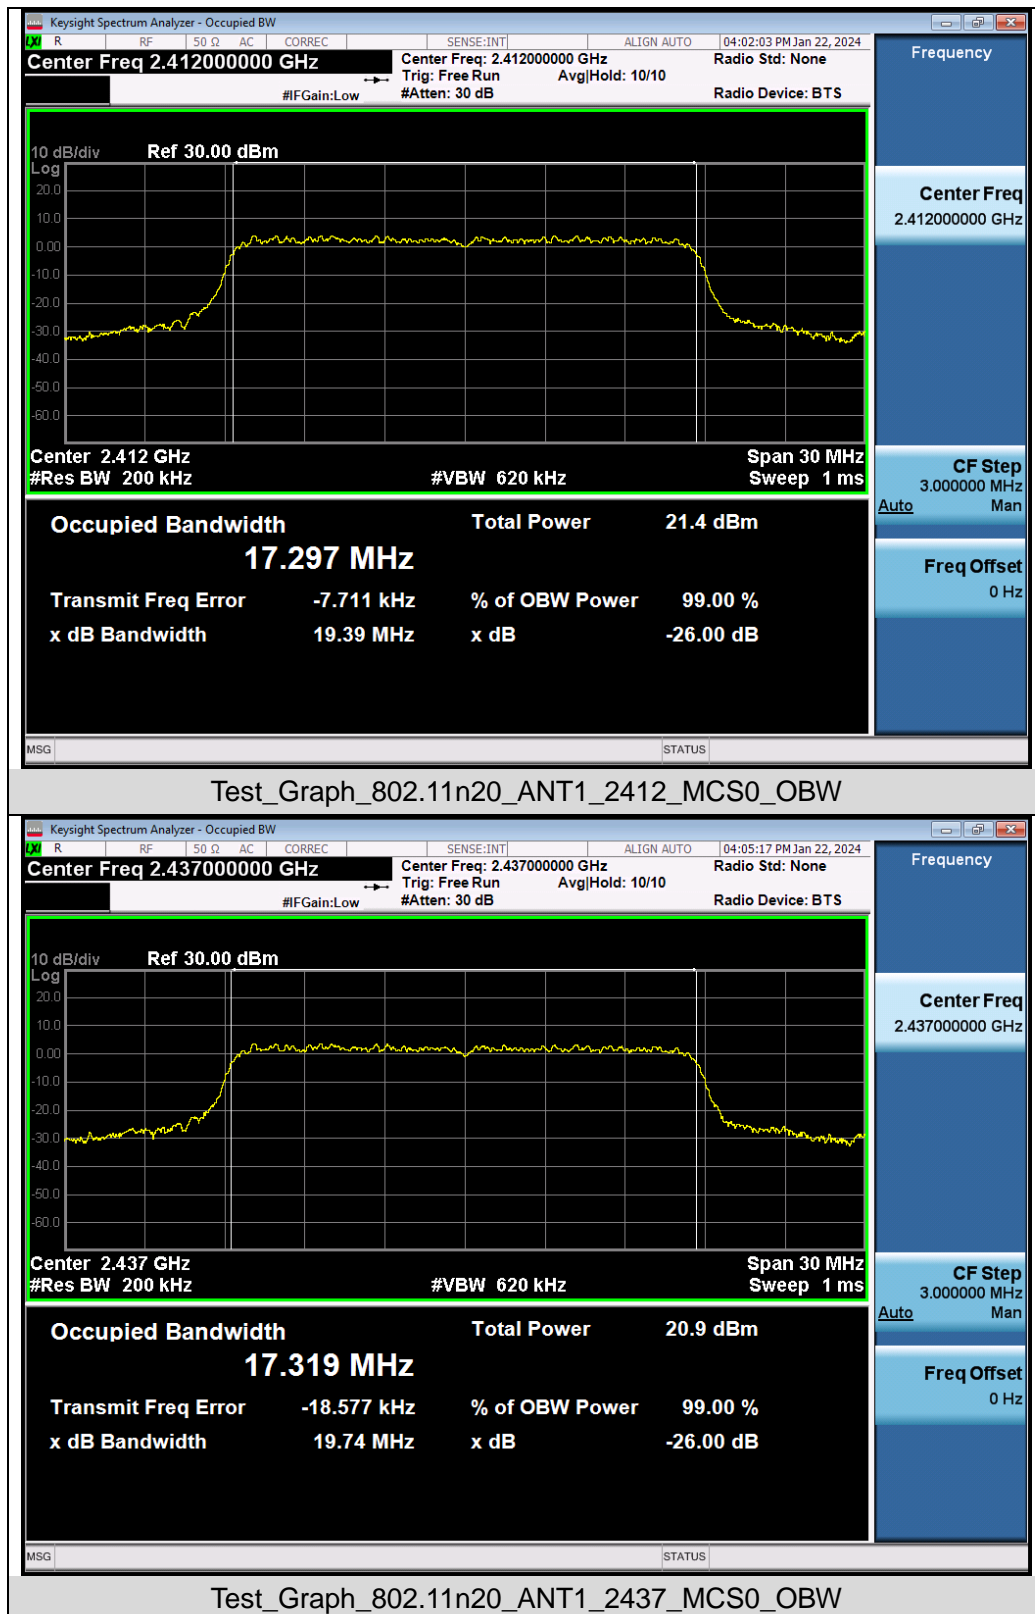 Keysight Spectrum Analyzer - Occupied BW
LXI R RF 50 Ω AC CORREC SENSE:INT ALIGN AUTO 04:02:03 PM Jan 22, 2024
Center Freq 2.412000000 GHz
Center Freq: 2.412000000 GHz Radio Std: None
Trig: Free Run Avg|Hold: 10/10
#IFGain:Low #Atten: 30 dB Radio Device: BTS
Frequency
10 dB/div Ref 30.00 dBm
Log
20.0
10.0
0.00
-10.0
-20.0
-30.0
-40.0
-50.0
-60.0
Center 2.412 GHz Span 30 MHz
#Res BW 200 kHz #VBW 620 kHz Sweep 1 ms
Center Freq
2.412000000 GHz
CF Step
3.000000 MHz
Auto Man
Freq Offset
0 Hz
Occupied Bandwidth Total Power 21.4 dBm
17.297 MHz
Transmit Freq Error -7.711 kHz % of OBW Power 99.00 %
x dB Bandwidth 19.39 MHz x dB -26.00 dB
MSG STATUS
Test_Graph_802.11n20_ANT1_2412_MCS0_OBW
Keysight Spectrum Analyzer - Occupied BW
LXI R RF 50 Ω AC CORREC SENSE:INT ALIGN AUTO 04:05:17 PM Jan 22, 2024
Center Freq 2.437000000 GHz
Center Freq: 2.437000000 GHz Radio Std: None
Trig: Free Run Avg|Hold: 10/10
#IFGain:Low #Atten: 30 dB Radio Device: BTS
Frequency
10 dB/div Ref 30.00 dBm
Log
20.0
10.0
0.00
-10.0
-20.0
-30.0
-40.0
-50.0
-60.0
Center 2.437 GHz Span 30 MHz
#Res BW 200 kHz #VBW 620 kHz Sweep 1 ms
Center Freq
2.437000000 GHz
CF Step
3.000000 MHz
Auto Man
Freq Offset
0 Hz
Occupied Bandwidth Total Power 20.9 dBm
17.319 MHz
Transmit Freq Error -18.577 kHz % of OBW Power 99.00 %
x dB Bandwidth 19.74 MHz x dB -26.00 dB
MSG STATUS
Test_Graph_802.11n20_ANT1_2437_MCS0_OBW